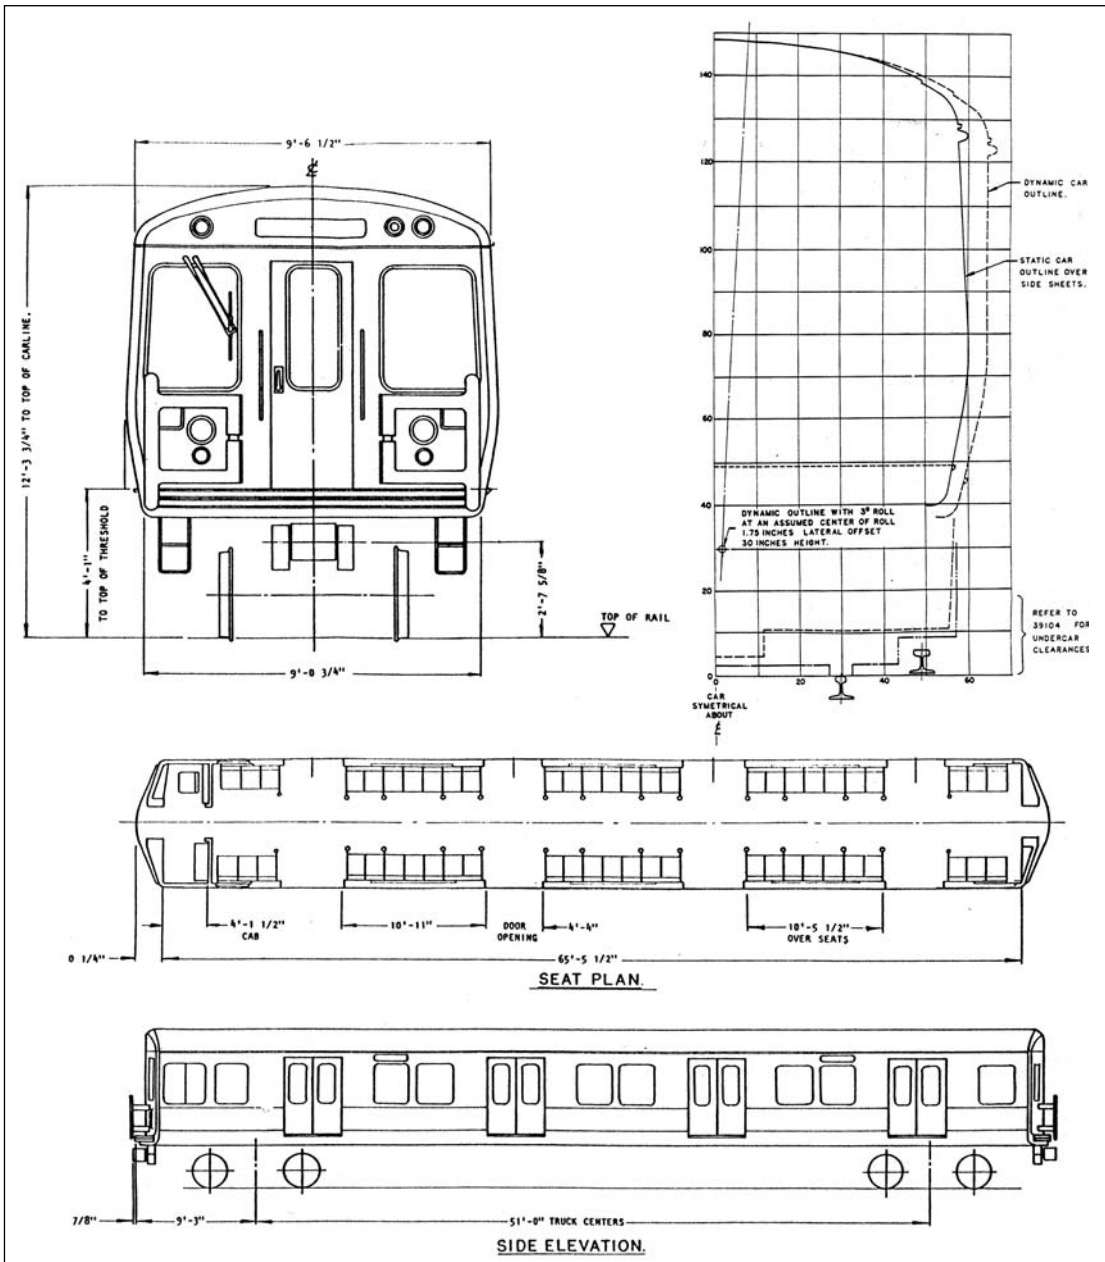 9'-6 1/2"
℄
12'-3 3/4" TO TOP OF CARLINE.
4'-1"
TO TOP OF THRESHOLD
2'-7 5/8"
TOP OF RAIL
9'-0 3/4"
140
120
100
80
60
40
20
0
0
20
40
60
DYNAMIC CAR
OUTLINE.
STATIC CAR
OUTLINE OVER
SIDE SHEETS.
DYNAMIC OUTLINE WITH 3° ROLL
AT AN ASSUMED CENTER OF ROLL
1.75 INCHES LATERAL OFFSET
30 INCHES HEIGHT.
REFER TO
39104 FOR
UNDERCAR
CLEARANCES
CAR
SYMETRICAL
ABOUT
℄
4'-1 1/2"
CAB
10'-11"
DOOR
OPENING
4'-4"
10'-5 1/2"
OVER SEATS
0 1/4"
65'-5 1/2"
SEAT PLAN.
7/8"
9'-3"
51'-0" TRUCK CENTERS
SIDE ELEVATION.